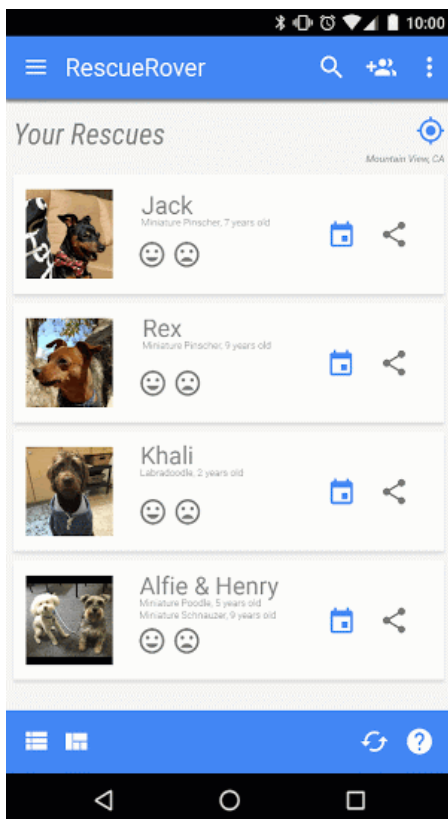 10:00
RescueRover
Your Rescues
Mountain View, CA
Jack
Miniature Pinscher, 7 years old
Rex
Miniature Pinscher, 9 years old
Khali
Labradoodle, 2 years old
Alfie & Henry
Miniature Poodle, 5 years old
Miniature Schnauzer, 9 years old